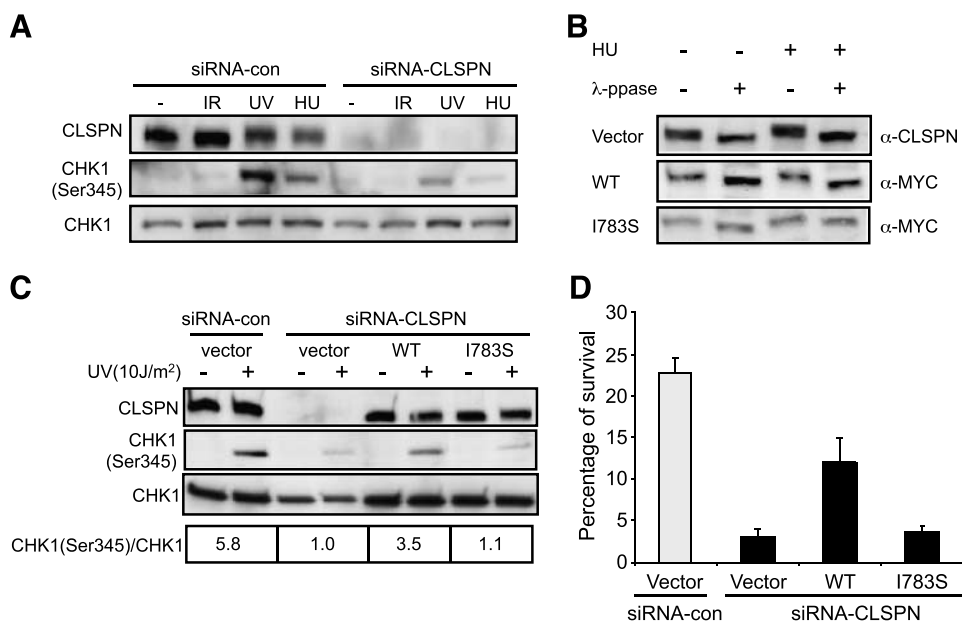 A
siRNA-con siRNA-CLSPN
- IR UV HU - IR UV HU
CLSPN
CHK1
(Ser345)
CHK1
B
HU - - + +
λ-ppase - + - +
Vector α-CLSPN
WT α-MYC
I783S α-MYC
C
siRNA-con siRNA-CLSPN
vector vector WT I783S
UV(10J/m²) - + - + - + - +
CLSPN
CHK1
(Ser345)
CHK1
CHK1(Ser345)/CHK1 5.8 1.0 3.5 1.1
D
Percentage of survival
30
25
20
15
10
5
0
Vector Vector WT I783S
siRNA-con siRNA-CLSPN